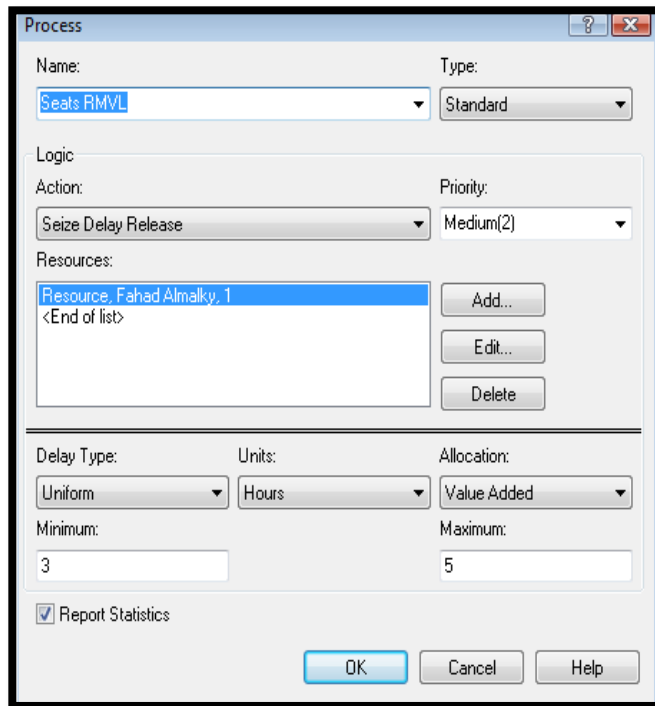 Process
Name: Type:
Seats RMVL Standard
Logic
Action: Priority:
Seize Delay Release Medium(2)
Resources:
Resource, Fahad Almalky, 1
<End of list>
Add...
Edit...
Delete
Delay Type: Units: Allocation:
Uniform Hours Value Added
Minimum: Maximum:
3 5
Report Statistics
OK Cancel Help